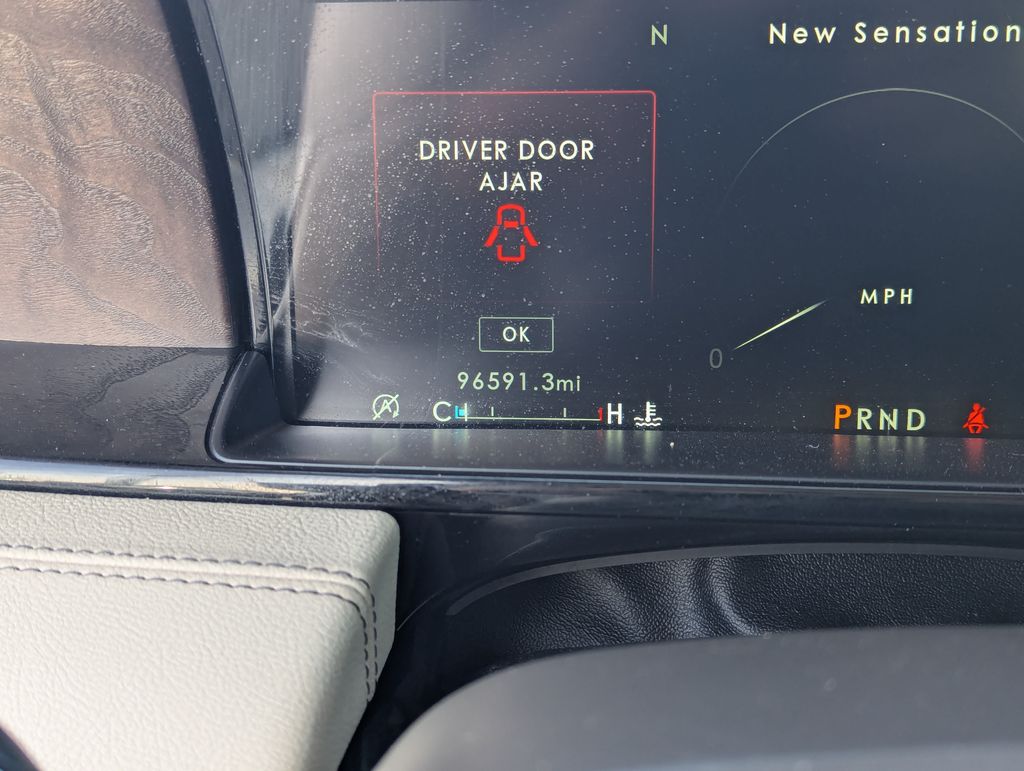 N
New Sensation
DRIVER DOOR
AJAR
OK
MPH
0
96591.3mi
A
C H
PRND